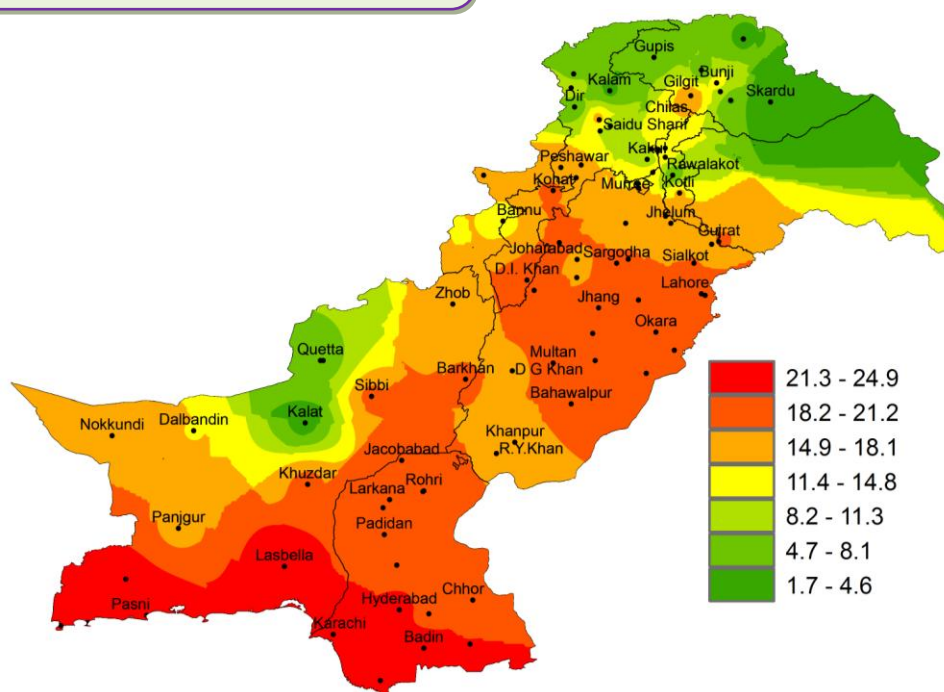 Gupis
Bunji
Gilgit
Kalam
Skardu
Dir
Chilas
Saidu Sharif
Kakul
Peshawar
Rawalakot
Kohat
Murree
Kotli
Bannu
Jhelum
Gujrat
Joharabad
Sargodha
Sialkot
D.I. Khan
Lahore
Zhob
Jhang
Okara
Quetta
Multan
D G Khan
Barkhan
Sibbi
Bahawalpur
Kalat
Dalbandin
Nokkundi
Khanpur
R.Y.Khan
Jacobabad
Khuzdar
Larkana
Rohri
Panjgur
Padidan
Lasbella
Chhor
Pasni
Hyderabad
Karachi
Badin
21.3 - 24.9
18.2 - 21.2
14.9 - 18.1
11.4 - 14.8
8.2 - 11.3
4.7 - 8.1
1.7 - 4.6